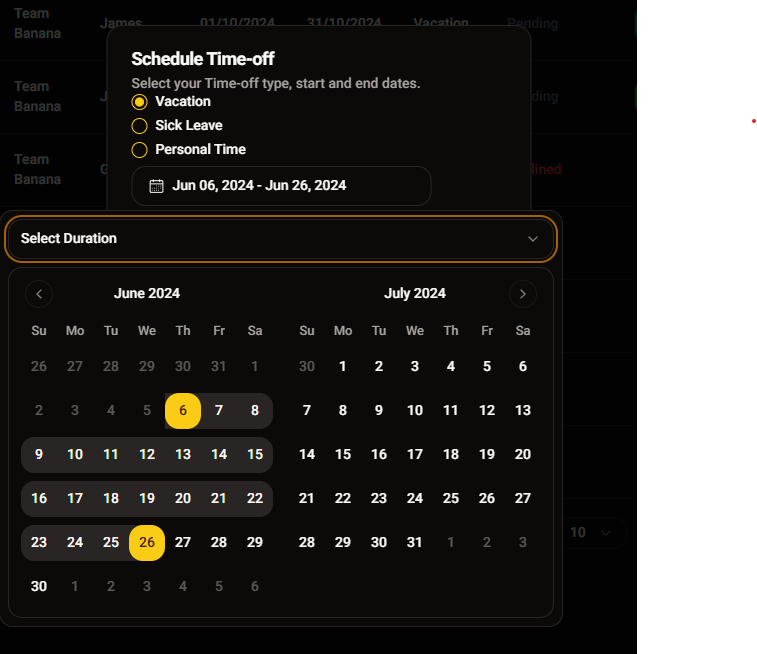 Team Banana James 01/10/2024 31/10/2024 Vacation Pending
Schedule Time-off
Select your Time-off type, start and end dates.
Team Banana
Vacation
Sick Leave
Personal Time
Team Banana
Jun 06, 2024 - Jun 26, 2024
Select Duration
June 2024 July 2024
Su Mo Tu We Th Fr Sa Su Mo Tu We Th Fr Sa
26 27 28 29 30 31 1 30 1 2 3 4 5 6
2 3 4 5 6 7 8 7 8 9 10 11 12 13
9 10 11 12 13 14 15 14 15 16 17 18 19 20
16 17 18 19 20 21 22 21 22 23 24 25 26 27
23 24 25 26 27 28 29 28 29 30 31 1 2 3
10
30 1 2 3 4 5 6